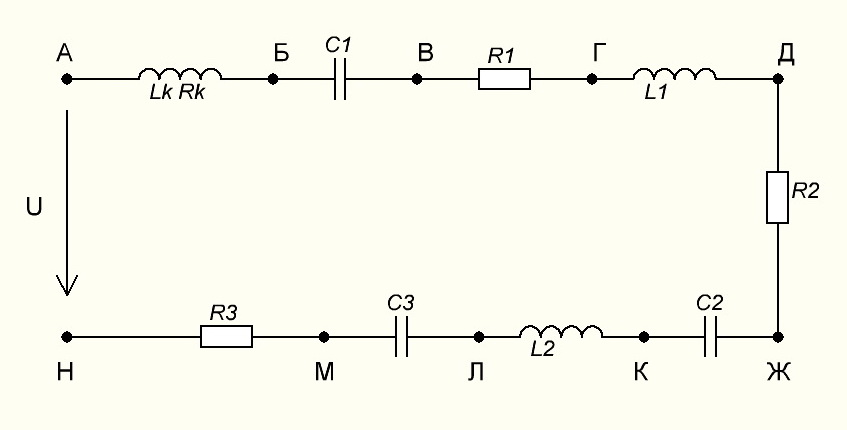 А Б C1 В R1 Г Д
Lk Rk L1
U R2
R3 C3 C2
L2
Н М Л К Ж